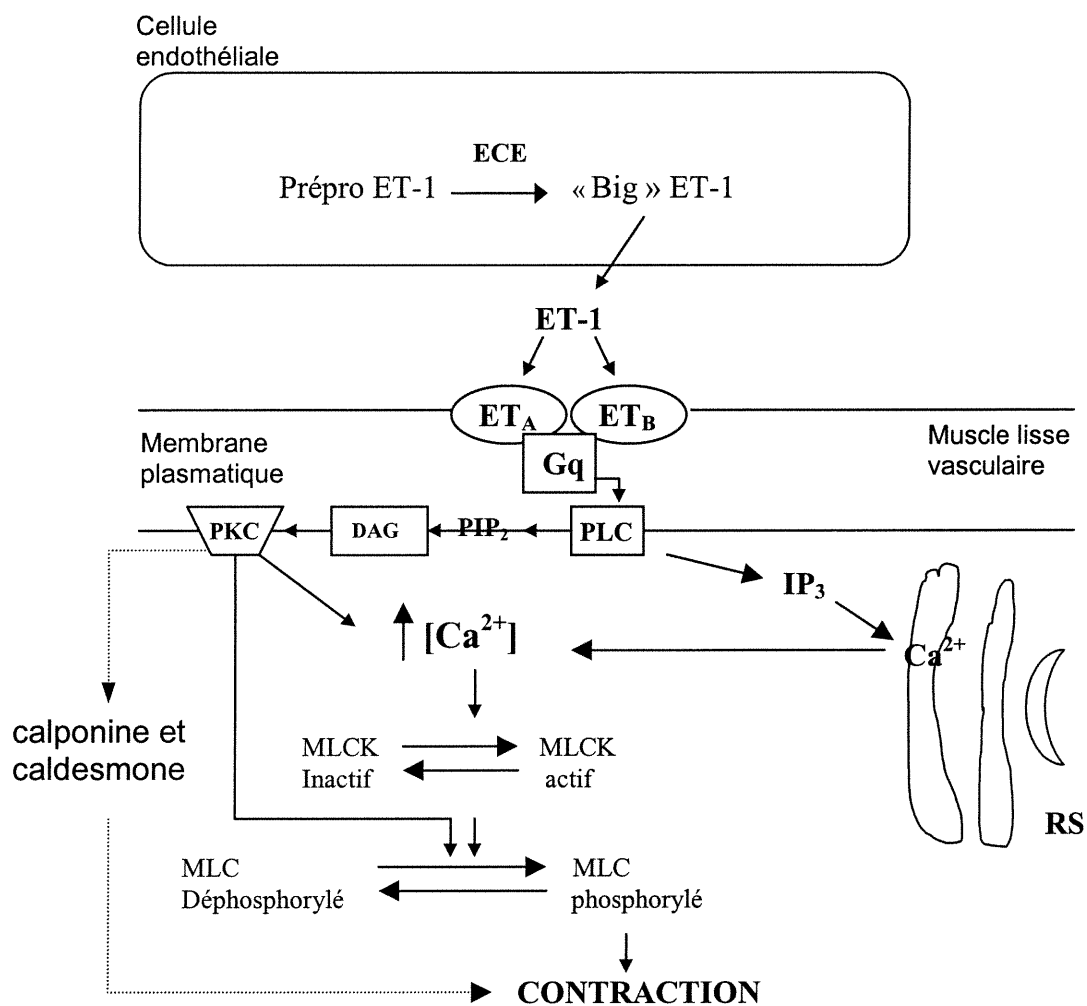 Cellule
endothéliale
ECE
Prépro ET-1
« Big » ET-1
ET-1
ETA
ETB
Membrane
plasmatique
Gq
Muscle lisse
vasculaire
PKC
DAG
PIP2
PLC
IP3
[Ca2+]
Ca2+
calponine et
caldesmone
MLCK
Inactif
MLCK
actif
RS
MLC
Déphosphorylé
MLC
phosphorylé
CONTRACTION